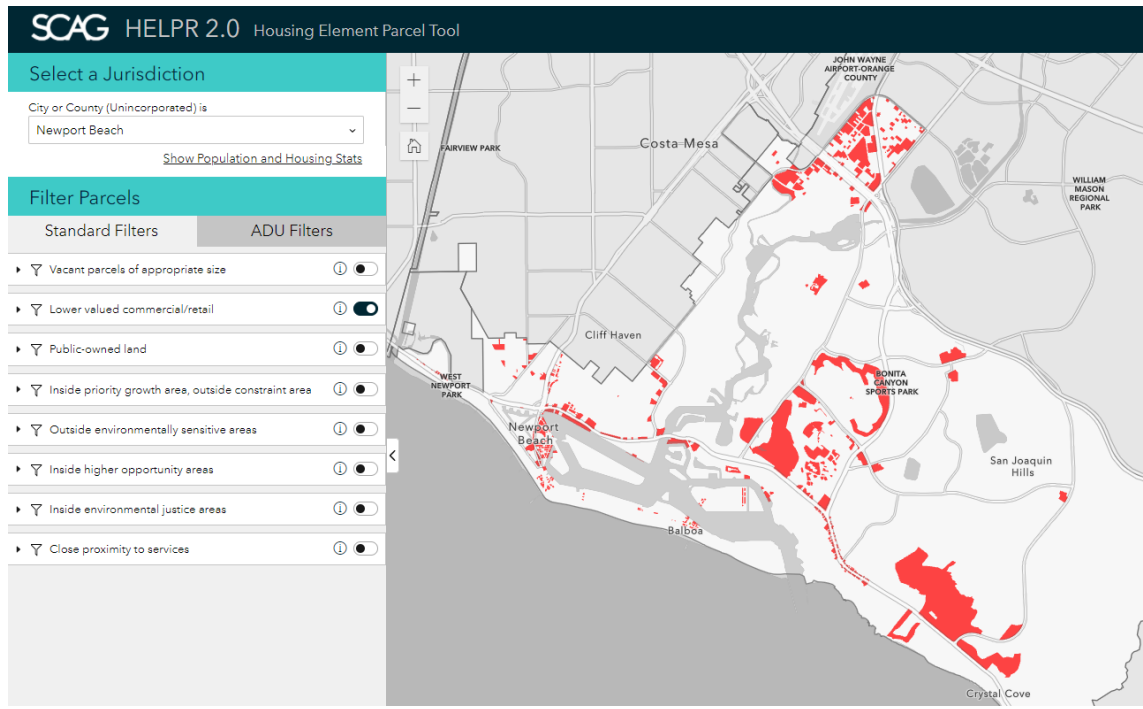 SCAG HELPR 2.0 Housing Element Parcel Tool
Select a Jurisdiction
City or County (Unincorporated) is
Newport Beach
Show Population and Housing Stats
Filter Parcels
Standard Filters
ADU Filters
Vacant parcels of appropriate size
Lower valued commercial/retail
Public-owned land
Inside priority growth area, outside constraint area
Outside environmentally sensitive areas
Inside higher opportunity areas
Inside environmental justice areas
Close proximity to services
JOHN WAYNE
AIRPORT-ORANGE
COUNTY
Costa Mesa
FAIRVIEW PARK
WILLIAM
MASON
REGIONAL
PARK
Cliff Haven
WEST
NEWPORT
PARK
BONITA
CANYON
SPORTS PARK
Newport
Beach
San Joaquin
Hills
Balboa
Crystal Cove